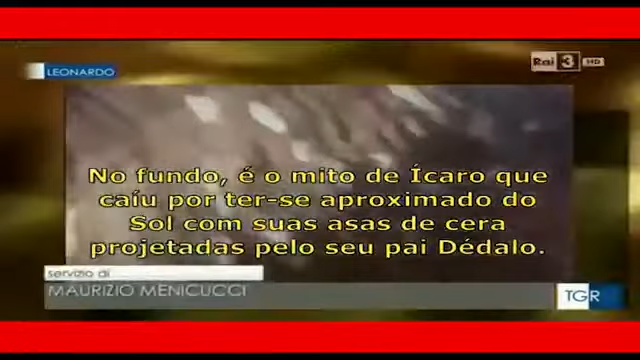 LEONARDO
Rai 3 HD
No fundo, é o mito de Ícaro que
caíu por ter-se aproximado do
Sol com suas asas de cera
projetadas pelo seu pai Dédalo.
servizio di
MAURIZIO MENICUCCI
TGR